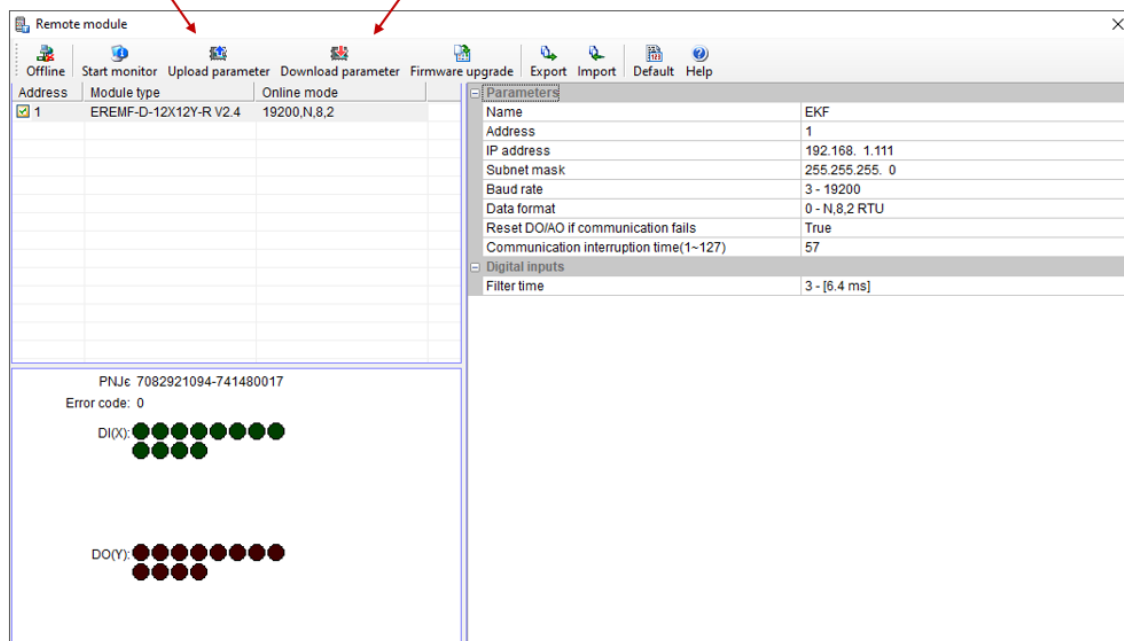 Remote module
Offline Start monitor Upload parameter Download parameter Firmware upgrade Export Import Default Help
Address Module type Online mode
1 EREMF-D-12X12Y-R V2.4 19200,N,8,2
Parameters
Name EKF
Address 1
IP address 192.168. 1.111
Subnet mask 255.255.255. 0
Baud rate 3 - 19200
Data format 0 - N,8,2 RTU
Reset DO/AO if communication fails True
Communication interruption time(1~127) 57
Digital inputs
Filter time 3 - [6.4 ms]
PNJє 7082921094-741480017
Error code: 0
DI(X):
DO(Y):